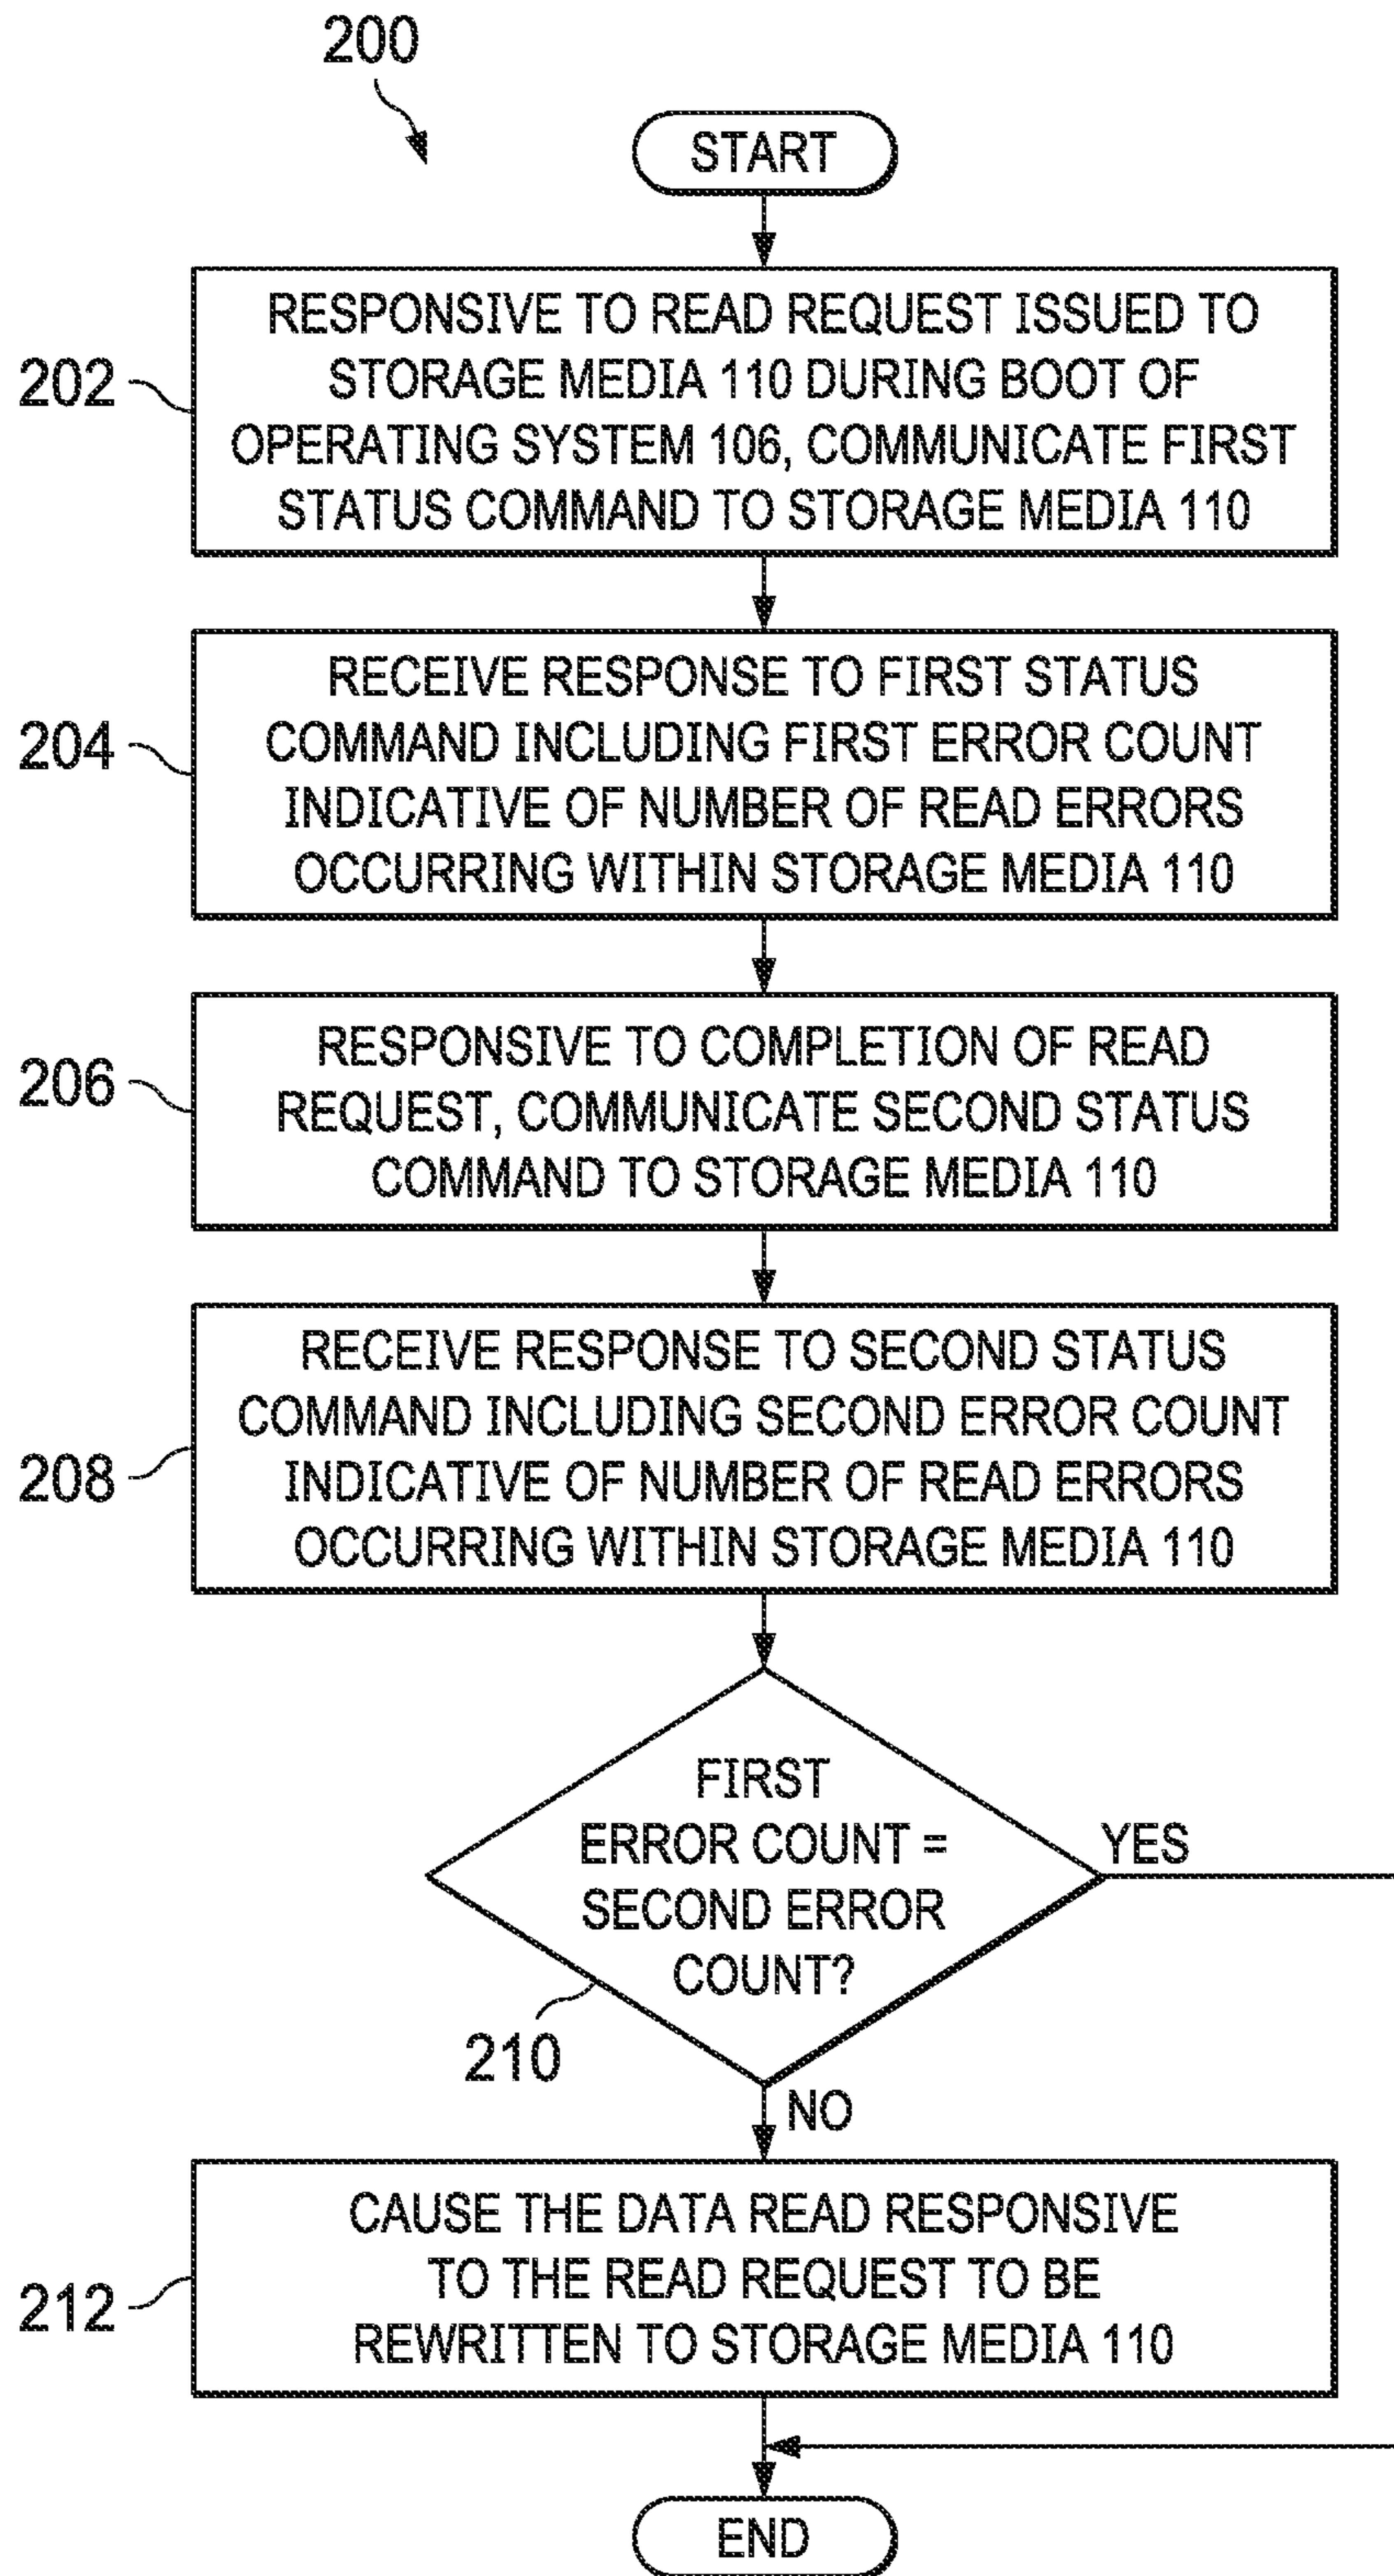 200
START
202
RESPONSIVE TO READ REQUEST ISSUED TO
STORAGE MEDIA 110 DURING BOOT OF
OPERATING SYSTEM 106, COMMUNICATE FIRST
STATUS COMMAND TO STORAGE MEDIA 110
204
RECEIVE RESPONSE TO FIRST STATUS
COMMAND INCLUDING FIRST ERROR COUNT
INDICATIVE OF NUMBER OF READ ERRORS
OCCURRING WITHIN STORAGE MEDIA 110
206
RESPONSIVE TO COMPLETION OF READ
REQUEST, COMMUNICATE SECOND STATUS
COMMAND TO STORAGE MEDIA 110
208
RECEIVE RESPONSE TO SECOND STATUS
COMMAND INCLUDING SECOND ERROR COUNT
INDICATIVE OF NUMBER OF READ ERRORS
OCCURRING WITHIN STORAGE MEDIA 110
FIRST
ERROR COUNT =
SECOND ERROR
COUNT?
YES
210
NO
212
CAUSE THE DATA READ RESPONSIVE
TO THE READ REQUEST TO BE
REWRITTEN TO STORAGE MEDIA 110
END